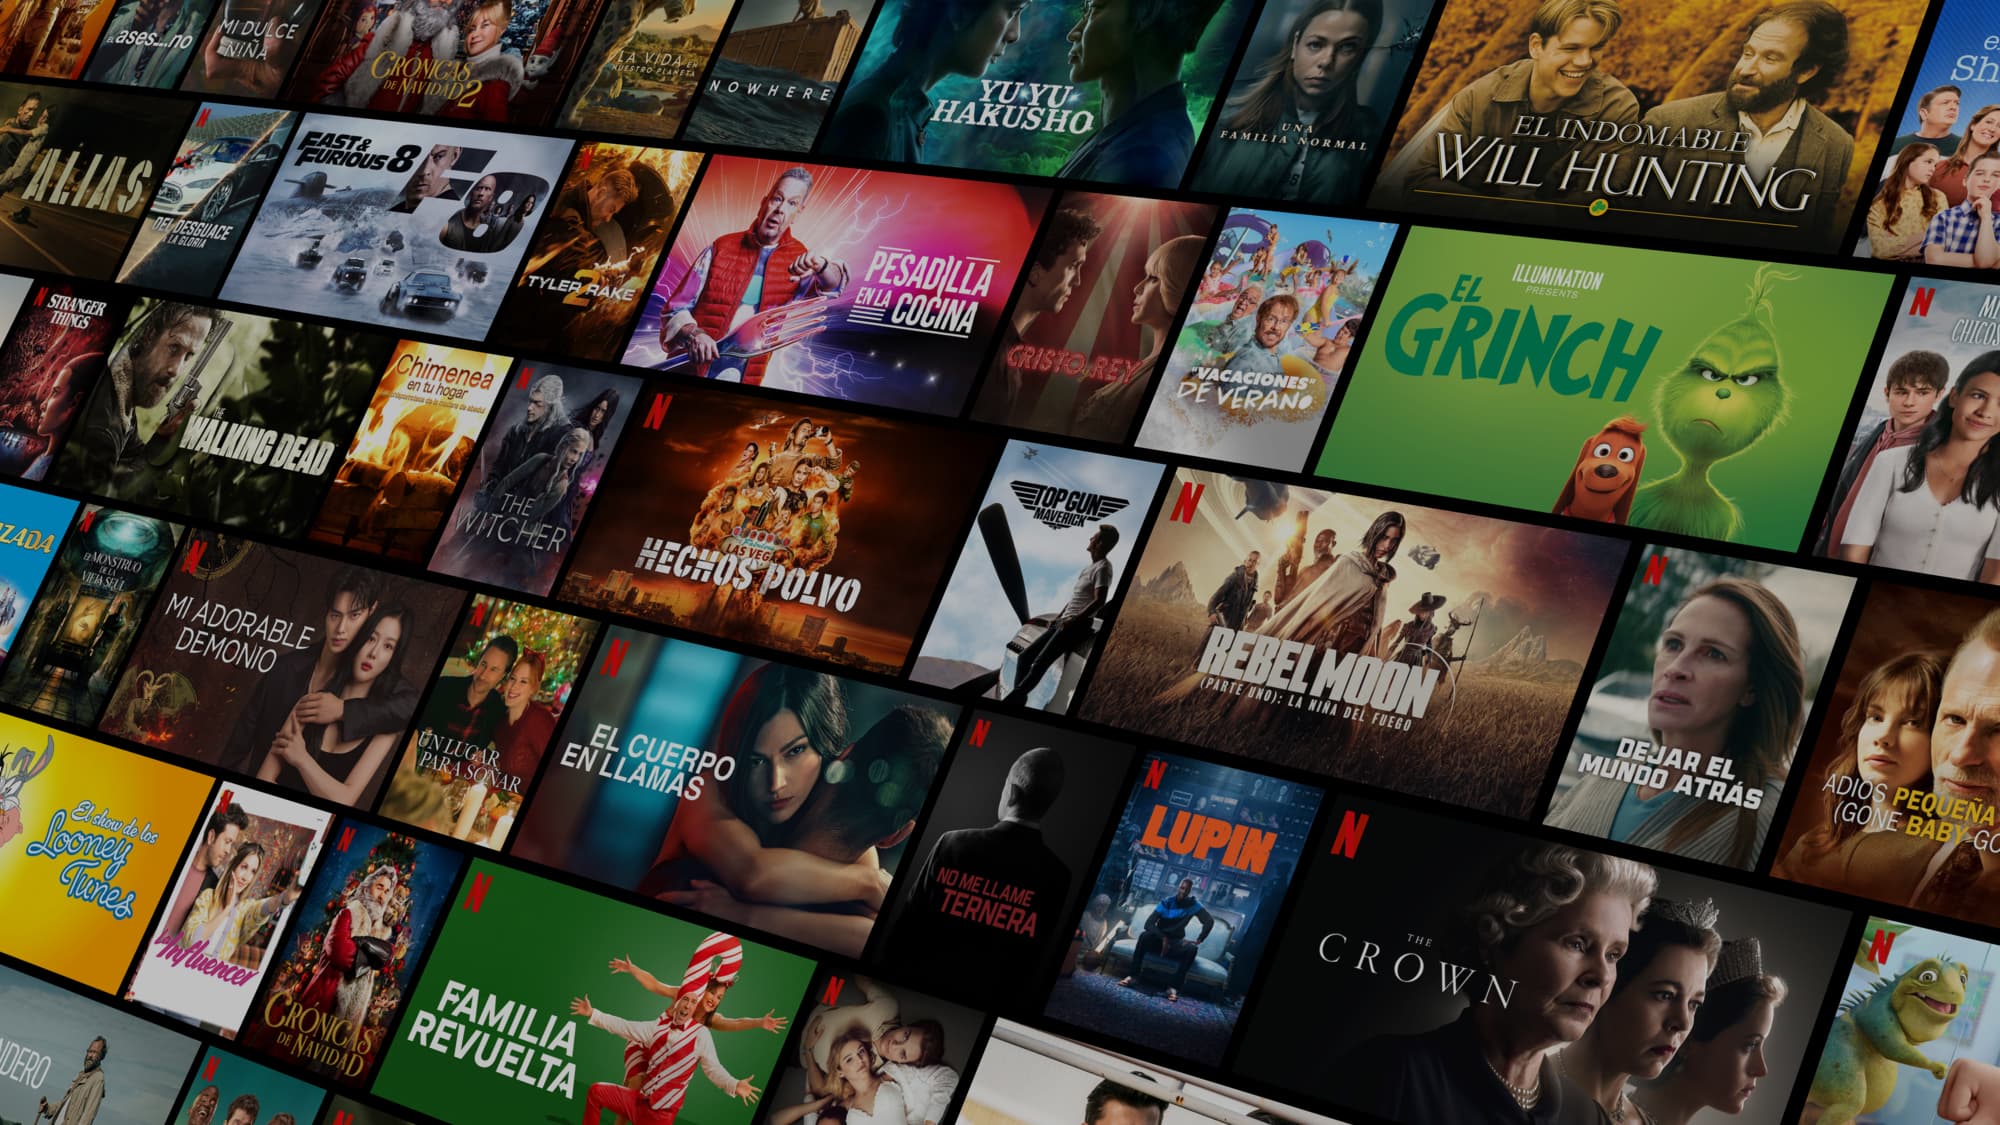 ases....no
MI DULCE
NIÑA
CRÓNICAS
DE NAVIDAD 2
LA VIDA EN
NUESTRO PLANETA
NOWHERE
YU YU
HAKUSHO
UNA
FAMILIA NORMAL
EL INDOMABLE
WILL HUNTING
ALIAS
N
DEL DESGUACE
A LA GLORIA
FAST &
FURIOUS 8
F8
TYLER RAKE
2
PESADILLA
EN LA COCINA
CRISTO REY
"VACACIONES"
DE VERANO
ILLUMINATION
PRESENTS
EL
GRINCH
N
MI
CHICOS
N
STRANGER
THINGS
THE
WALKING DEAD
Chimenea
en tu hogar
N
THE
WITCHER
N
LAS VEGAS
HECHOS POLVO
TOP GUN
MAVERICK
N
REBEL MOON
(PARTE UNO): LA NIÑA DEL FUEGO
N
DEJAR EL
MUNDO ATRÁS
ADIOS PEQUEÑA
(GONE BABY GO
ZADA
N
EL MONSTRUO
DE LA
VIEJA SEÚL
N
MI ADORABLE
DEMONIO
N
UN LUGAR
PARA SOÑAR
N
EL CUERPO
EN LLAMAS
N
NO ME LLAME
TERNERA
N
LUPIN
N
THE
CROWN
N
El show de los
Looney
Tunes
N
La Influencer
N
CRÓNICAS
DE NAVIDAD
N
FAMILIA
REVUELTA
N
NDERO
N
N